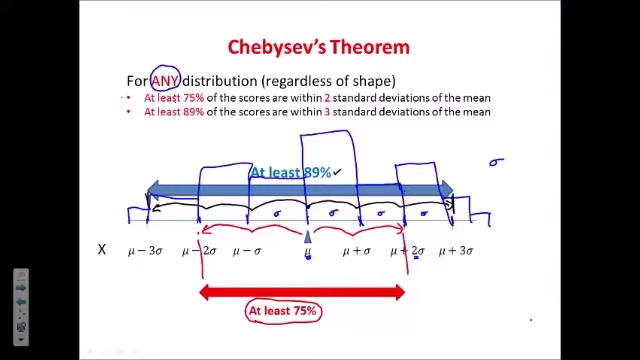 Chebysev's Theorem
For ANY distribution (regardless of shape)
• At least 75% of the scores are within 2 standard deviations of the mean
• At least 89% of the scores are within 3 standard deviations of the mean
σ
At least 89% ✓
σ σ σ σ
X μ − 3σ μ − 2σ μ − σ μ μ + σ μ + 2σ μ + 3σ
At least 75%